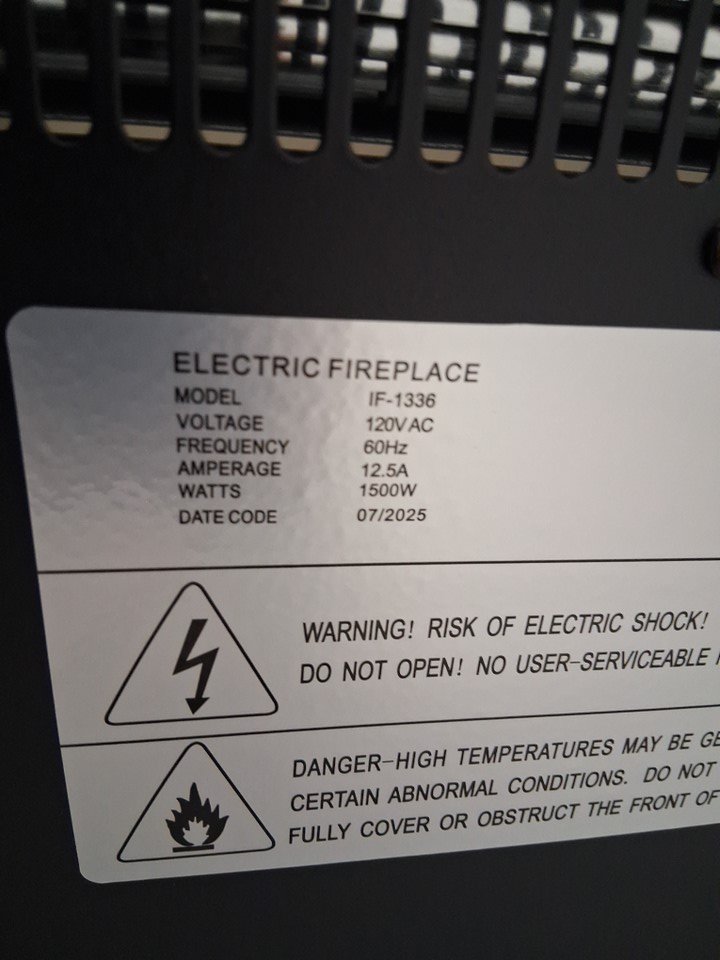 ELECTRIC FIREPLACE
MODEL IF-1336
VOLTAGE 120VAC
FREQUENCY 60Hz
AMPERAGE 12.5A
WATTS 1500W
DATE CODE 07/2025
WARNING! RISK OF ELECTRIC SHOCK!
DO NOT OPEN! NO USER-SERVICEABLE
DANGER-HIGH TEMPERATURES MAY BE
CERTAIN ABNORMAL CONDITIONS. DO NOT
FULLY COVER OR OBSTRUCT THE FRONT OF